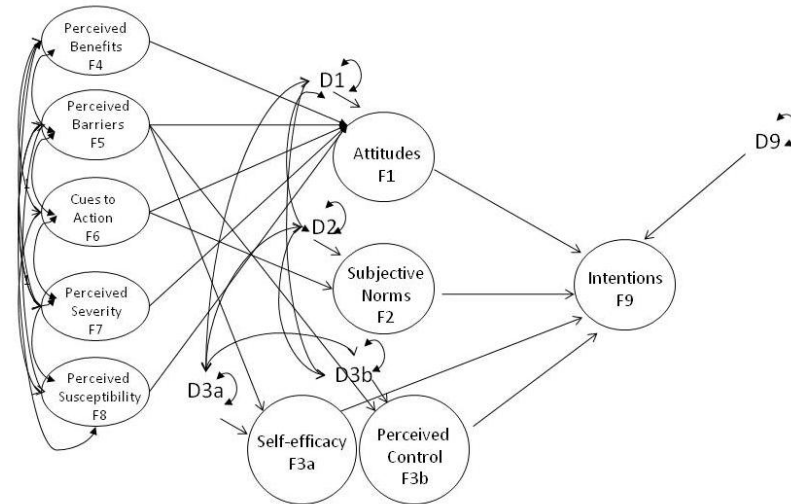 Perceived
Benefits
F4
Perceived
Barriers
F5
Cues to
Action
F6
Perceived
Severity
F7
Perceived
Susceptibility
F8
D1
Attitudes
F1
D2
Subjective
Norms
F2
D3a
D3b
Self-efficacy
F3a
Perceived
Control
F3b
D9
Intentions
F9